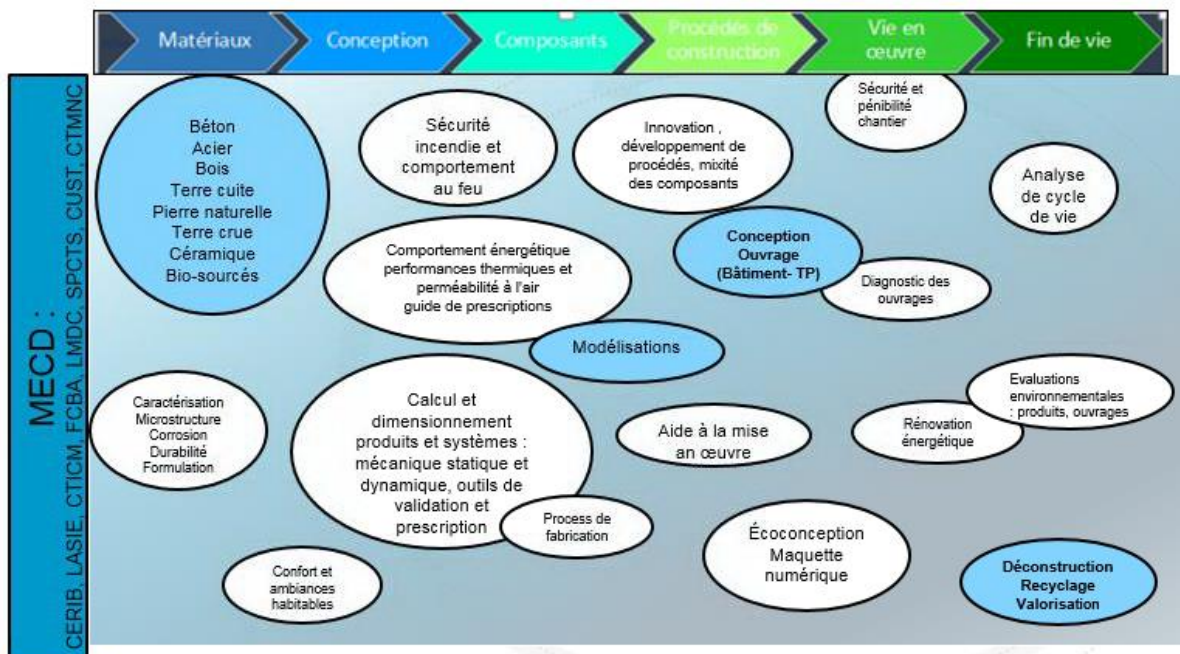 Matériaux
Conception
Composants
Procédés de
construction
Vie en
œuvre
Fin de vie
MECD :
CERIB, LASIE, CTICM, FCBA, LMDC, SPCTS, CUST, CTMNC
Béton
Acier
Bois
Terre cuite
Pierre naturelle
Terre crue
Céramique
Bio-sourcés
Sécurité
incendie et
comportement
au feu
Innovation ,
développement de
procédés, mixité
des composants
Sécurité et
pénibilité
chantier
Analyse
de cycle
de vie
Comportement énergétique
performances thermiques et
perméabilité à l'air
guide de prescriptions
Conception
Ouvrage
(Bâtiment- TP)
Diagnostic des
ouvrages
Modélisations
Caractérisation
Microstructure
Corrosion
Durabilité
Formulation
Calcul et
dimensionnement
produits et systèmes :
mécanique statique et
dynamique, outils de
validation et
prescription
Aide à la mise
an œuvre
Rénovation
énergétique
Evaluations
environnementales
: produits, ouvrages
Process de
fabrication
Écoconception
Maquette
numérique
Confort et
ambiances
habitables
Déconstruction
Recyclage
Valorisation